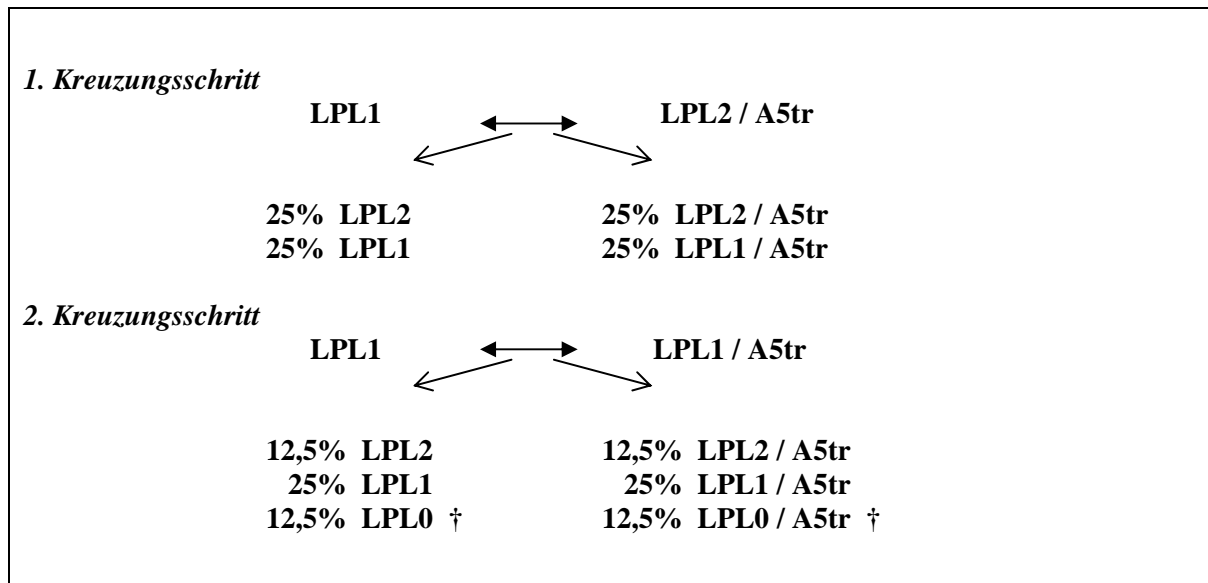 1. Kreuzungsschritt
LPL1 LPL2 / A5tr
25% LPL2 25% LPL2 / A5tr
25% LPL1 25% LPL1 / A5tr
2. Kreuzungsschritt
LPL1 LPL1 / A5tr
12,5% LPL2 12,5% LPL2 / A5tr
25% LPL1 25% LPL1 / A5tr
12,5% LPL0 † 12,5% LPL0 / A5tr †